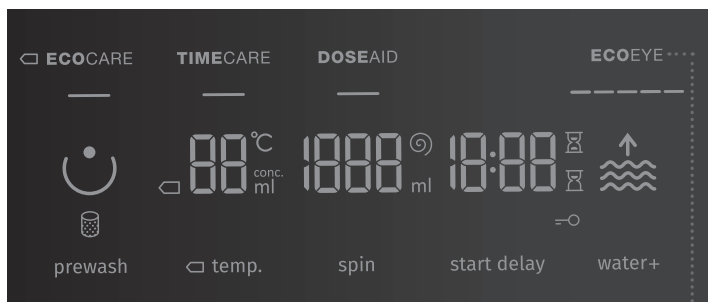 ECOCARE TIMECARE DOSEAID ECOEYE
88 °C 1888 18:88
conc.
ml ml
prewash temp. spin start delay water+